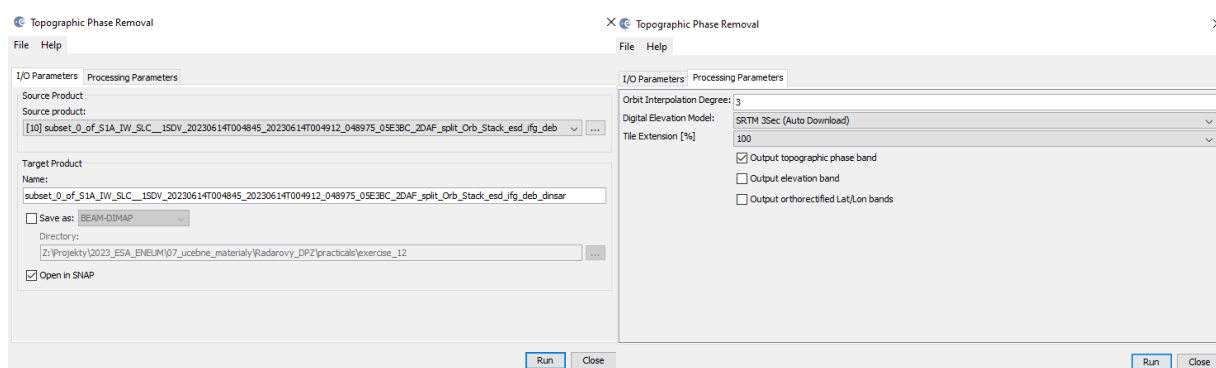 Topographic Phase Removal
File Help
I/O Parameters Processing Parameters
Source Product
Source product:
[10] subset_0_of_S1A_IW_SLC__1SDV_20230614T004845_20230614T004912_048975_05E3BC_2DAF_split_Orb_Stack_esd_ifg_deb
...
Target Product
Name:
subset_0_of_S1A_IW_SLC__1SDV_20230614T004845_20230614T004912_048975_05E3BC_2DAF_split_Orb_Stack_esd_ifg_deb_dinsar
Save as: BEAM-DIMAP
Directory:
Z:\Projekty\2023_ESA_ENEUM\07_ucebne_materialy\Radarovy_DPZ\practicals\exercise_12
...
Open in SNAP
Run Close
Topographic Phase Removal
File Help
I/O Parameters Processing Parameters
Orbit Interpolation Degree: 3
Digital Elevation Model: SRTM 3Sec (Auto Download)
Tile Extension [%] 100
Output topographic phase band
Output elevation band
Output orthorectified Lat/Lon bands
Run Close